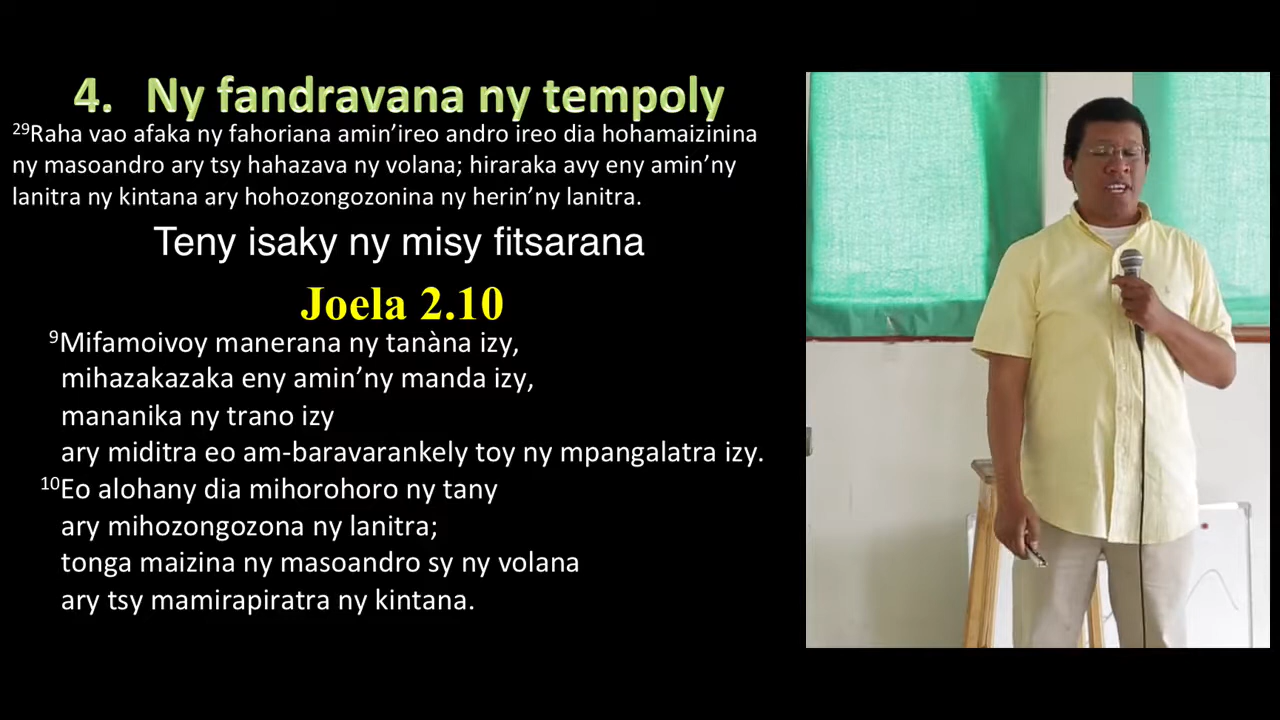 4. Ny fandravana ny tempoly
²⁹Raha vao afaka ny fahoriana amin’ireo andro ireo dia hohamaizinina
ny masoandro ary tsy hahazava ny volana; hiraraka avy eny amin’ny
lanitra ny kintana ary hohozongozonina ny herin’ny lanitra.
Teny isaky ny misy fitsarana
Joela 2.10
⁹Mifamoivoy manerana ny tanàna izy,
mihazakazaka eny amin’ny manda izy,
mananika ny trano izy
ary miditra eo am-baravarankely toy ny mpangalatra izy.
¹⁰Eo alohany dia mihorohoro ny tany
ary mihozongozona ny lanitra;
tonga maizina ny masoandro sy ny volana
ary tsy mamirapiratra ny kintana.